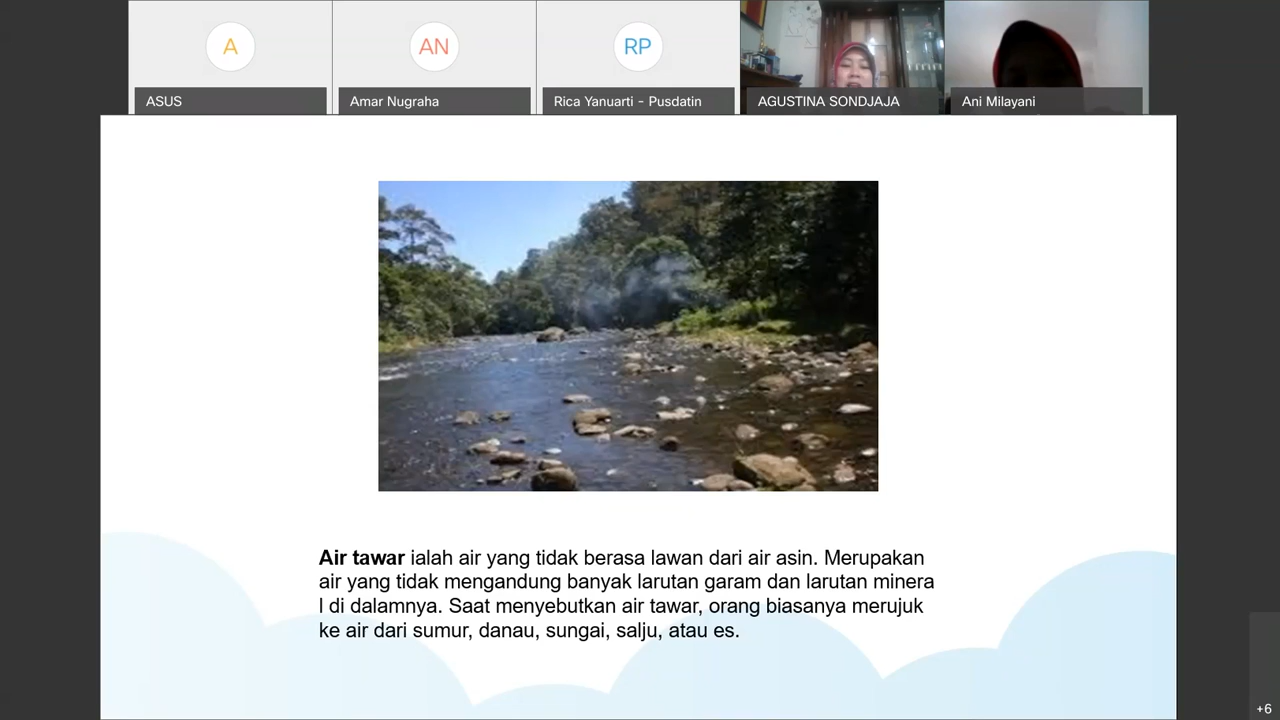 A
AN
RP
ASUS
Amar Nugraha
Rica Yanuarti - Pusdatin
AGUSTINA SONDJAJA
Ani Milayani
Air tawar ialah air yang tidak berasa lawan dari air asin. Merupakan
air yang tidak mengandung banyak larutan garam dan larutan minera
l di dalamnya. Saat menyebutkan air tawar, orang biasanya merujuk
ke air dari sumur, danau, sungai, salju, atau es.
+6